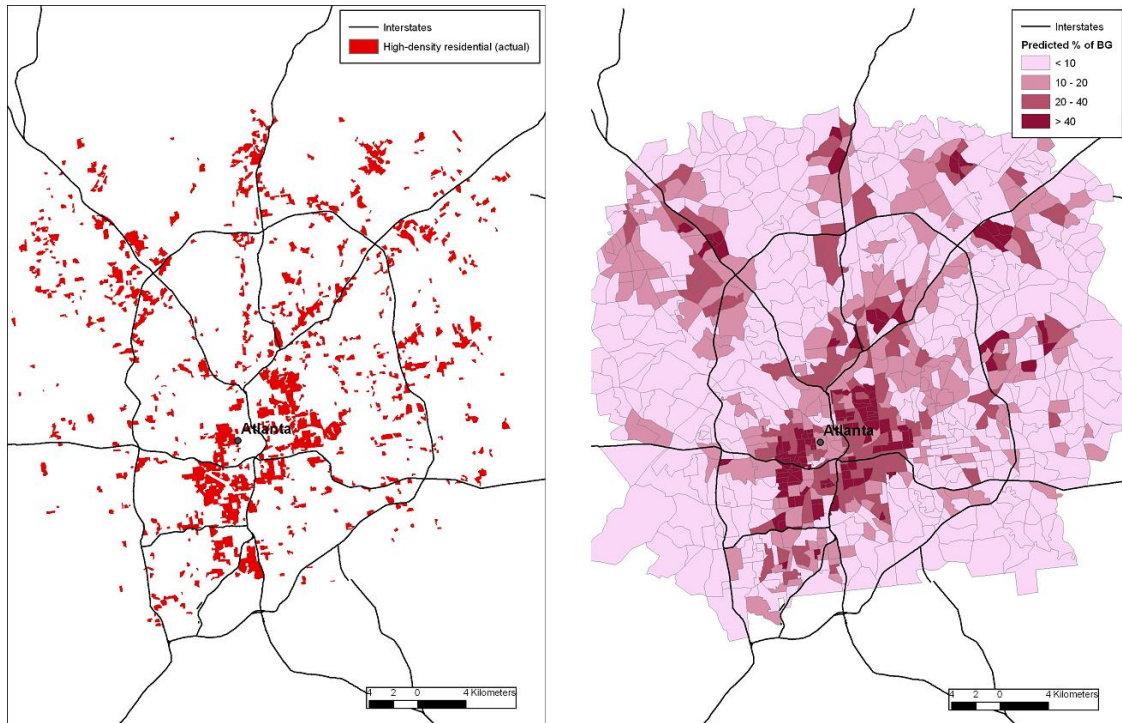 Interstates
High-density residential (actual)
Atlanta
4 2 0 4 Kilometers
Interstates
Predicted % of BG
< 10
10 - 20
20 - 40
> 40
Atlanta
4 2 0 4 Kilometers